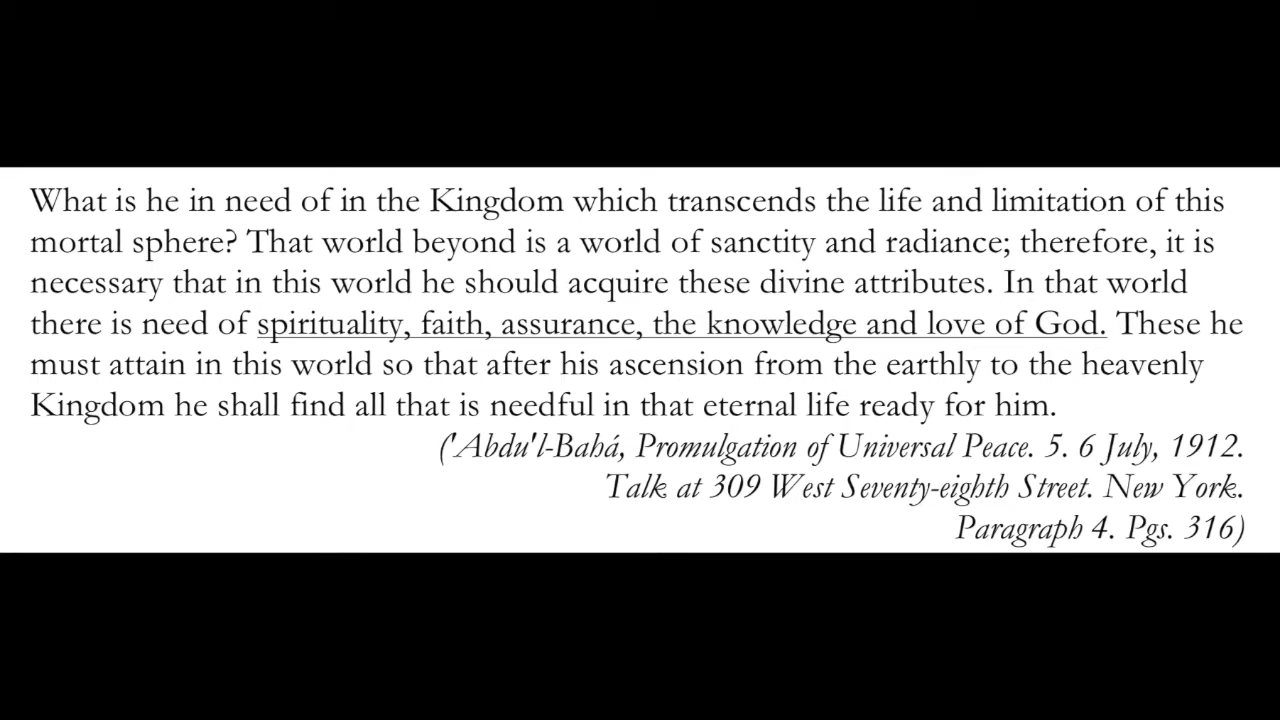 What is he in need of in the Kingdom which transcends the life and limitation of this
mortal sphere? That world beyond is a world of sanctity and radiance; therefore, it is
necessary that in this world he should acquire these divine attributes. In that world
there is need of spirituality, faith, assurance, the knowledge and love of God. These he
must attain in this world so that after his ascension from the earthly to the heavenly
Kingdom he shall find all that is needful in that eternal life ready for him.
('Abdu'l-Bahá, Promulgation of Universal Peace. 5. 6 July, 1912.
Talk at 309 West Seventy-eighth Street. New York.
Paragraph 4. Pgs. 316)